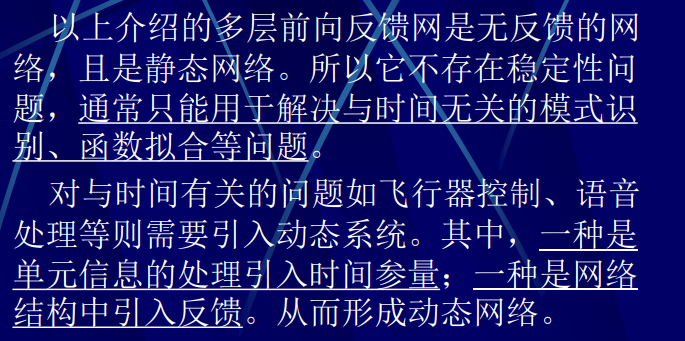 以上介绍的多层前向反馈网是无反馈的网
络，且是静态网络。所以它不存在稳定性问
题，通常只能用于解决与时间无关的模式识
别、函数拟合等问题。
对与时间有关的问题如飞行器控制、语音
处理等则需要引入动态系统。其中，一种是
单元信息的处理引入时间参量；一种是网络
结构中引入反馈。从而形成动态网络。